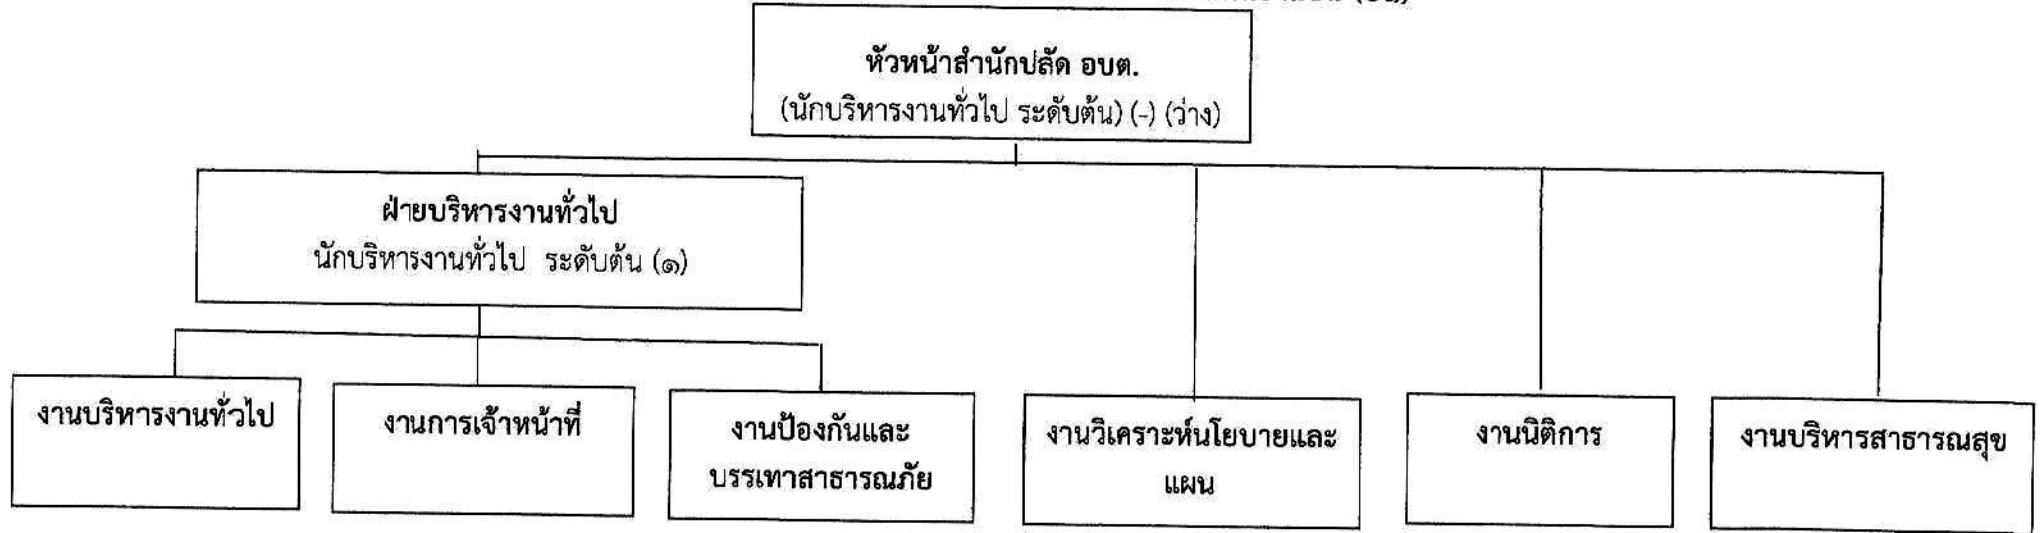 หัวหน้าสำนักปลัด อบต.
(นักบริหารงานทั่วไป ระดับต้น) (-) (ว่าง)
ฝ่ายบริหารงานทั่วไป
นักบริหารงานทั่วไป ระดับต้น (๑)
งานบริหารงานทั่วไป
งานการเจ้าหน้าที่
งานป้องกันและ
บรรเทาสาธารณภัย
งานวิเคราะห์นโยบายและ
แผน
งานนิติการ
งานบริหารสาธารณสุข